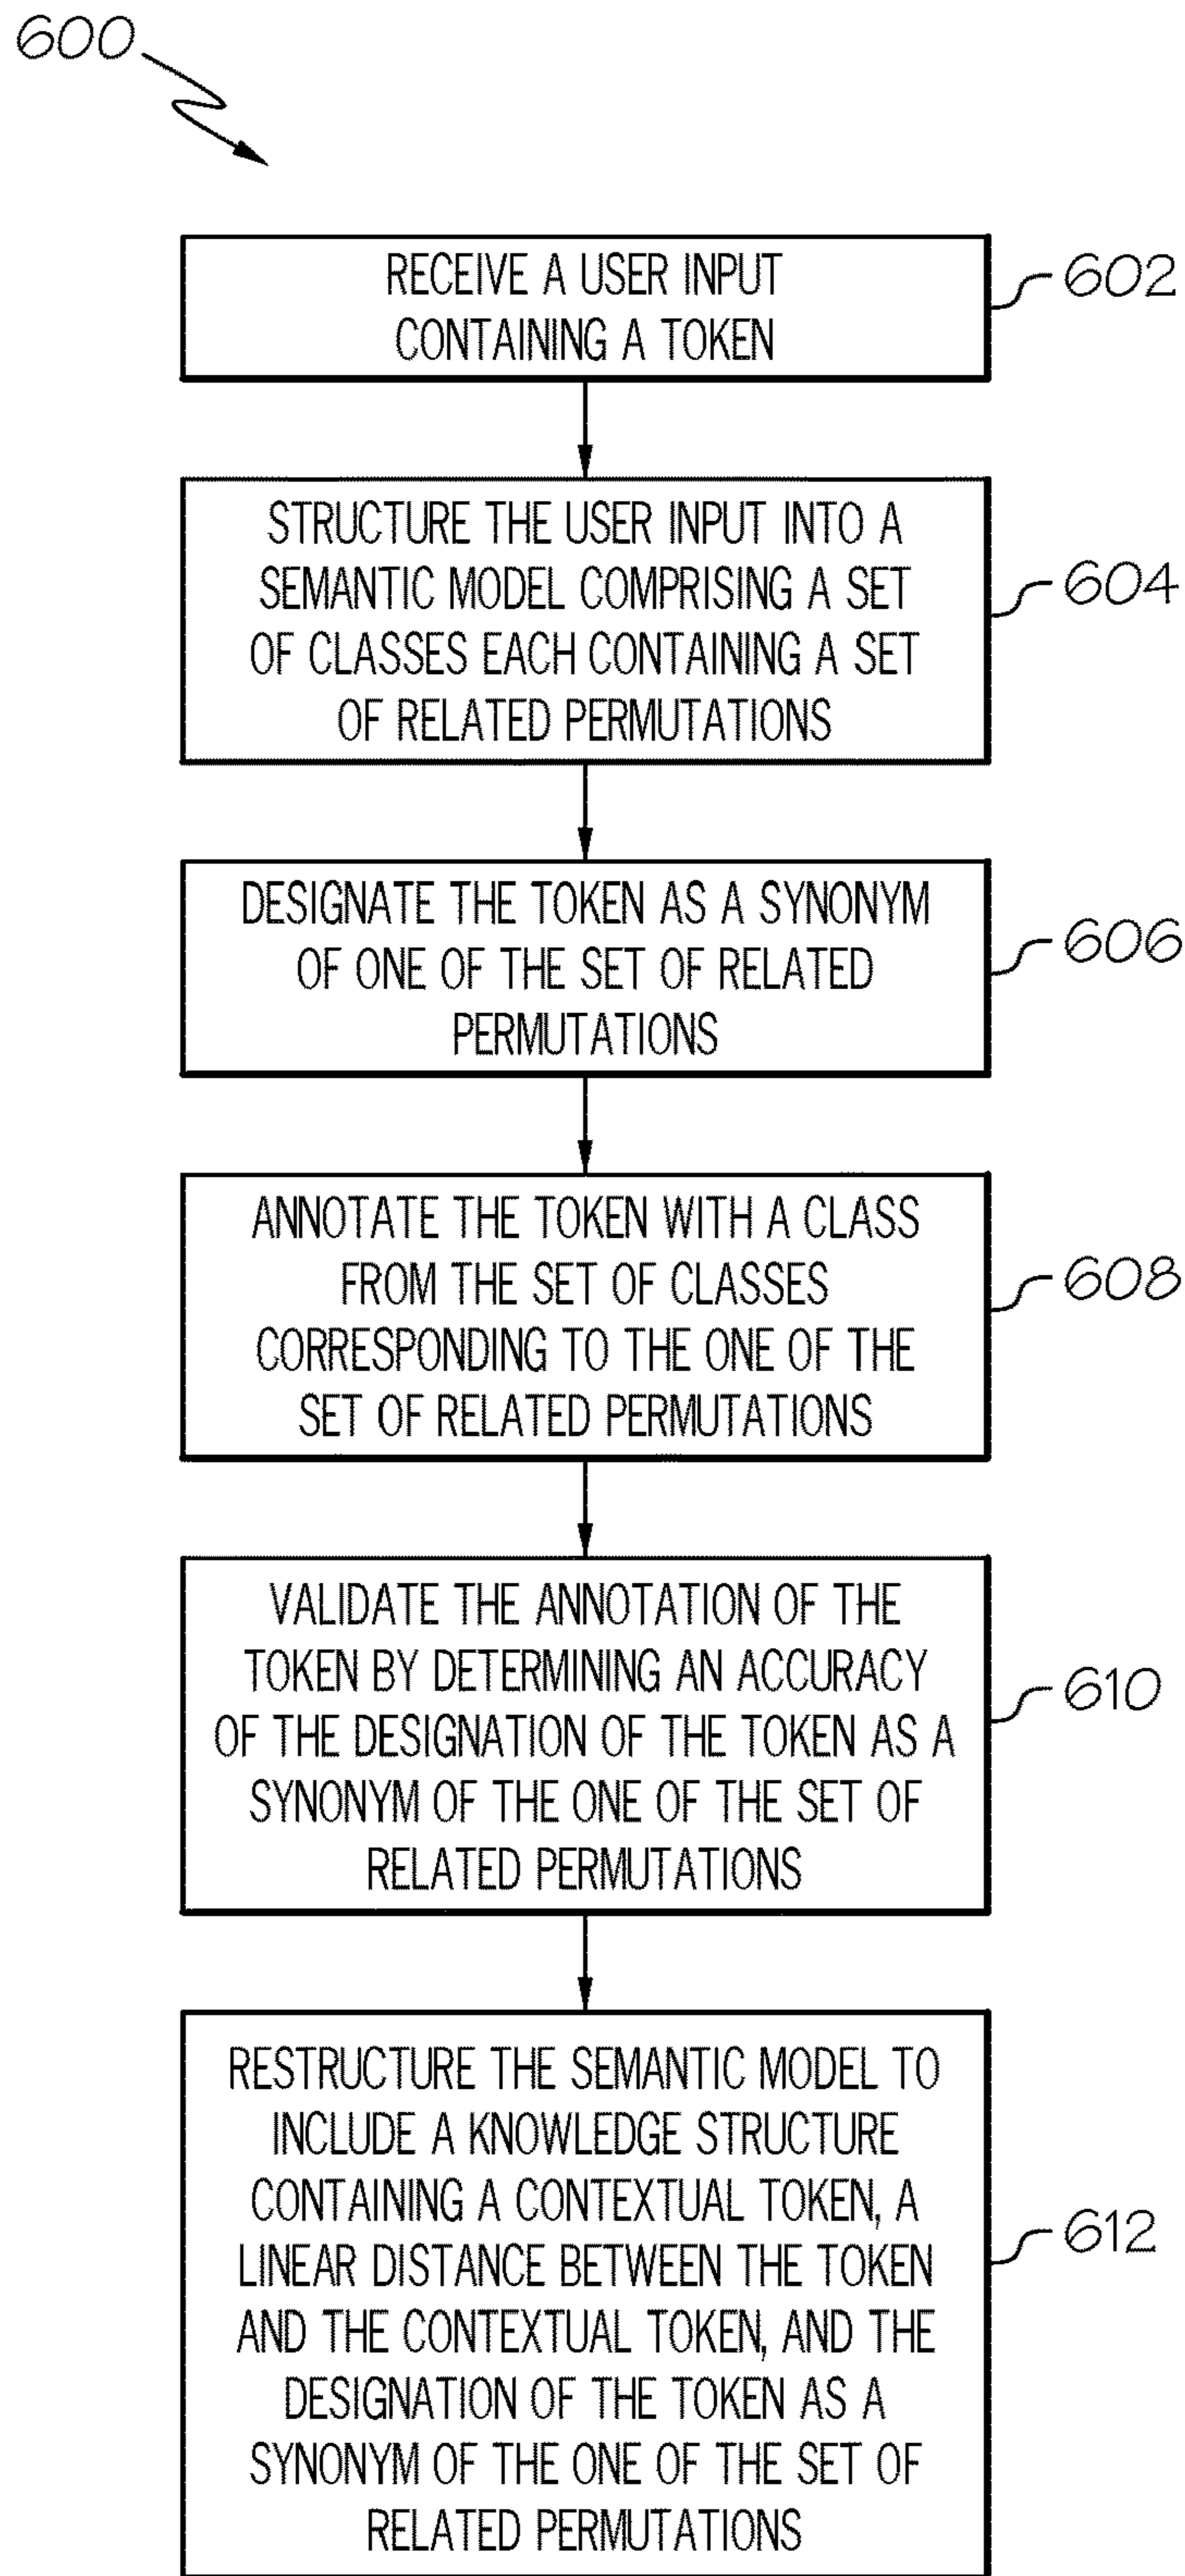 600
RECEIVE A USER INPUT
CONTAINING A TOKEN
602
STRUCTURE THE USER INPUT INTO A
SEMANTIC MODEL COMPRISING A SET
OF CLASSES EACH CONTAINING A SET
OF RELATED PERMUTATIONS
604
DESIGNATE THE TOKEN AS A SYNONYM
OF ONE OF THE SET OF RELATED
PERMUTATIONS
606
ANNOTATE THE TOKEN WITH A CLASS
FROM THE SET OF CLASSES
CORRESPONDING TO THE ONE OF THE
SET OF RELATED PERMUTATIONS
608
VALIDATE THE ANNOTATION OF THE
TOKEN BY DETERMINING AN ACCURACY
OF THE DESIGNATION OF THE TOKEN AS A
SYNONYM OF THE ONE OF THE SET OF
RELATED PERMUTATIONS
610
RESTRUCTURE THE SEMANTIC MODEL TO
INCLUDE A KNOWLEDGE STRUCTURE
CONTAINING A CONTEXTUAL TOKEN, A
LINEAR DISTANCE BETWEEN THE TOKEN
AND THE CONTEXTUAL TOKEN, AND THE
DESIGNATION OF THE TOKEN AS A
SYNONYM OF THE ONE OF THE SET OF
RELATED PERMUTATIONS
612